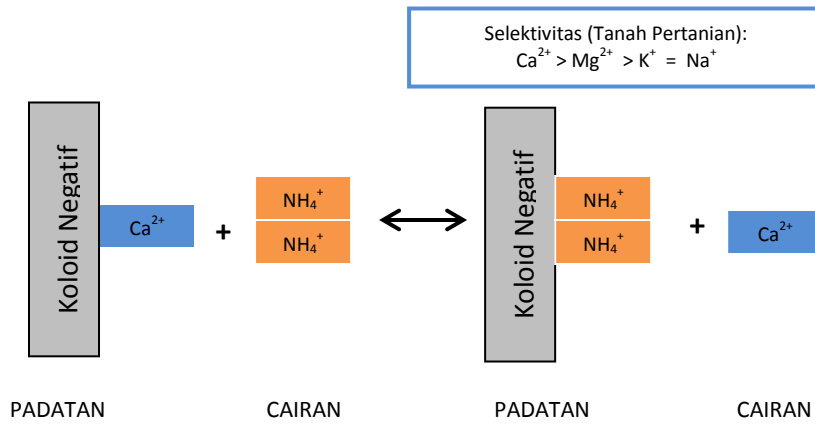 Selektivitas (Tanah Pertanian):
Ca²⁺ > Mg²⁺ > K⁺ = Na⁺
Koloid Negatif
Ca²⁺
+
NH₄⁺
NH₄⁺
Koloid Negatif
NH₄⁺
NH₄⁺
+
Ca²⁺
PADATAN
CAIRAN
PADATAN
CAIRAN